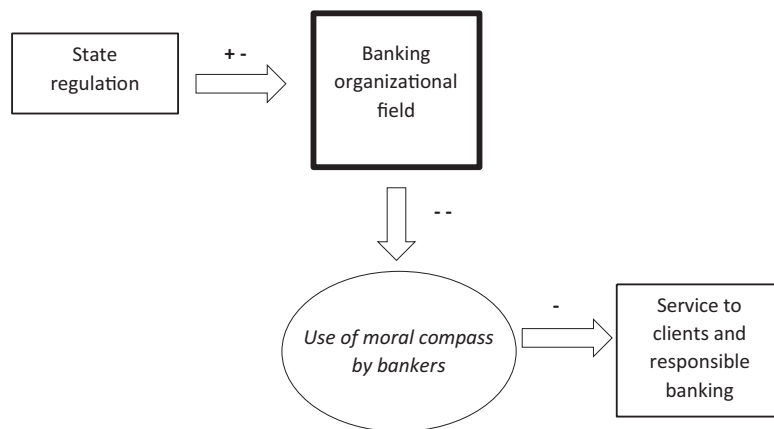 State
regulation
+ -
Banking
organizational
field
- -
Use of moral compass
by bankers
-
Service to
clients and
responsible
banking